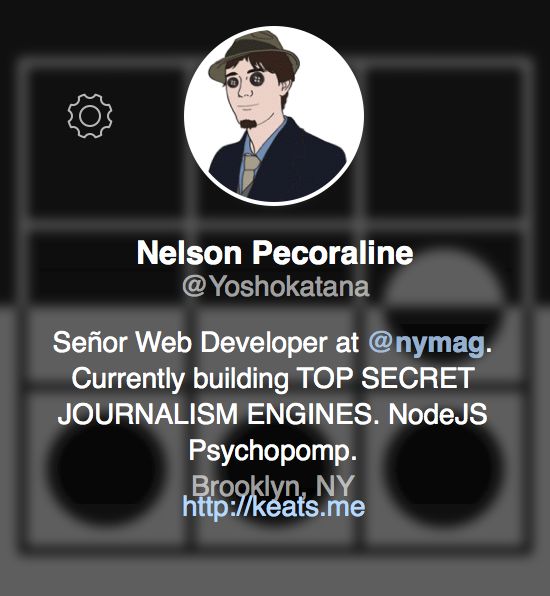 Nelson Pecoraline
@Yoshokatana
Señor Web Developer at @nymag.
Currently building TOP SECRET
JOURNALISM ENGINES. NodeJS
Psychopomp.
Brooklyn, NY
http://keats.me